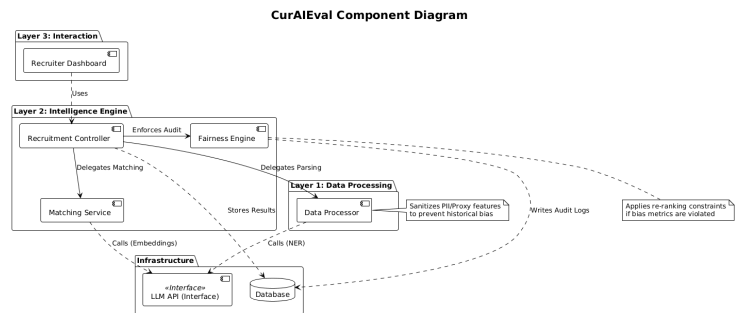 CurAIEval Component Diagram
Layer 3: Interaction
Recruiter Dashboard
Uses
Layer 2: Intelligence Engine
Recruitment Controller
Enforces Audit
Fairness Engine
Delegates Matching
Delegates Parsing
Layer 1: Data Processing
Matching Service
Data Processor
Sanitizes PII/Proxy features
to prevent historical bias
Applies re-ranking constraints
if bias metrics are violated
Stores Results
Writes Audit Logs
Calls (Embeddings)
Calls (NER)
Infrastructure
«Interface»
LLM API (Interface)
Database